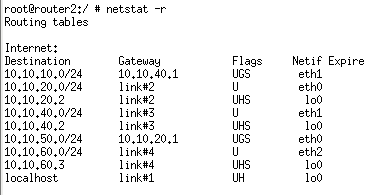 root@router2:/ # netstat -r
Routing tables

Internet:
Destination Gateway Flags Netif Expire
10.10.10.0/24 10.10.40.1 UGS eth1
10.10.20.0/24 link#2 U eth0
10.10.20.2 link#2 UHS lo0
10.10.40.0/24 link#3 U eth1
10.10.40.2 link#3 UHS lo0
10.10.50.0/24 10.10.20.1 UGS eth0
10.10.60.0/24 link#4 U eth2
10.10.60.3 link#4 UHS lo0
localhost link#1 UH lo0